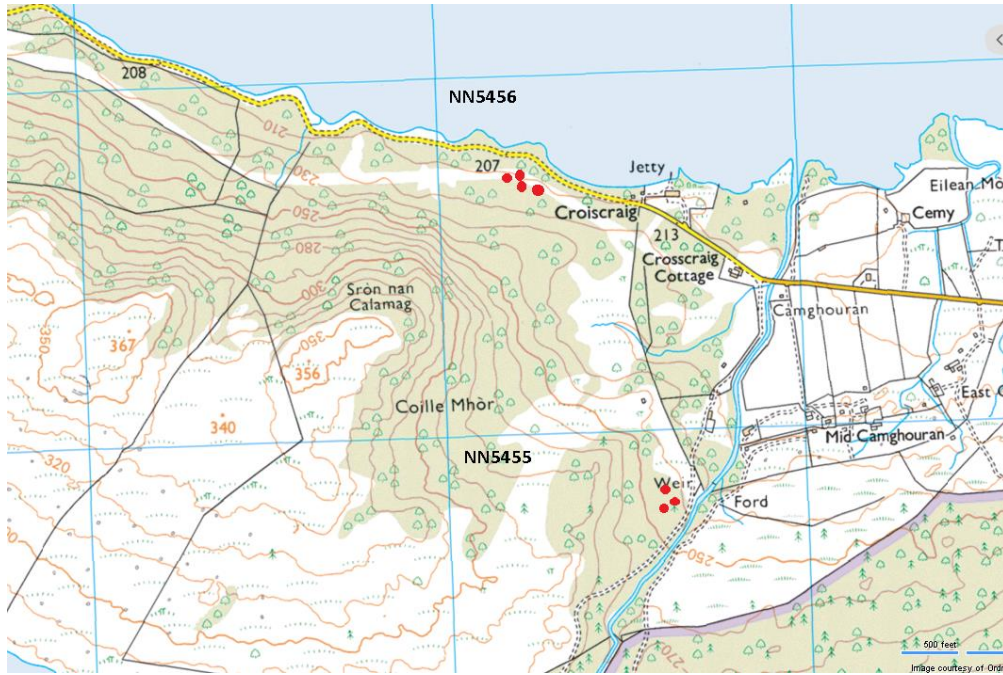 208
NN5456
210
230
207
Jetty
Eilean Mò
250
Croiscraig
Cemy
213
280
Crosscraig
Cottage
300
Sròn nan
Calamag
Camghouran
350
367
350
356
East
Coille Mhòr
340
Mid Camghouran
320
NN5455
Weir
Ford
250
270
500 feet
Image courtesy of Ord